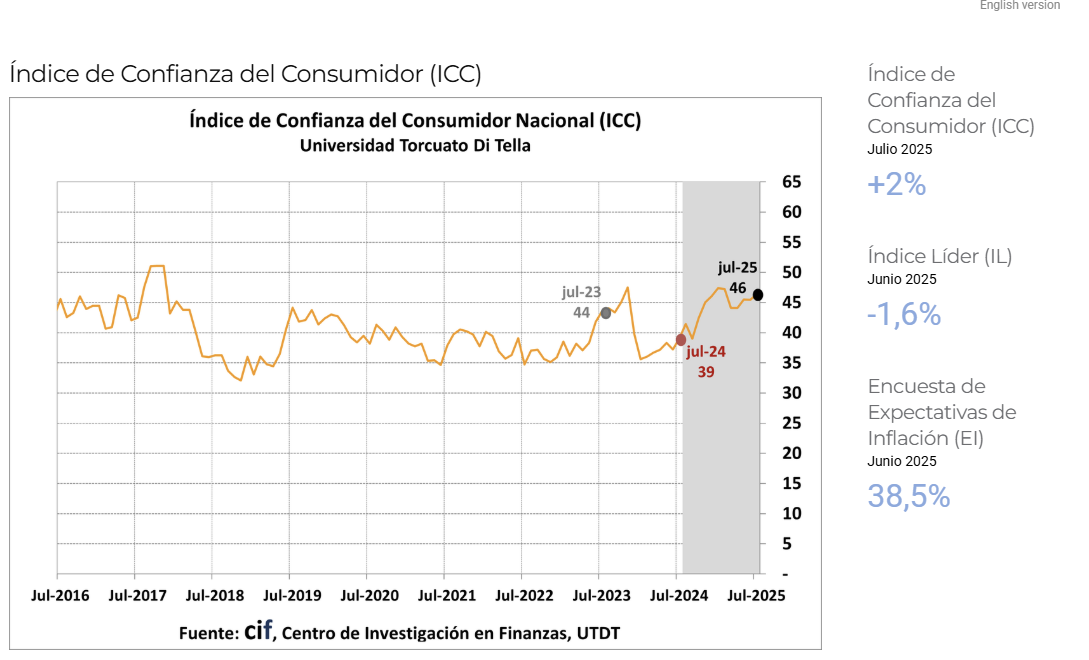 English version
Índice de Confianza del Consumidor (ICC)
Índice de Confianza del Consumidor Nacional (ICC)
Universidad Torcuato Di Tella
65
60
55
50
45
40
35
30
25
20
15
10
5
-
jul-23
44
jul-24
39
jul-25
46
Jul-2016 Jul-2017 Jul-2018 Jul-2019 Jul-2020 Jul-2021 Jul-2022 Jul-2023 Jul-2024 Jul-2025
Fuente: cif, Centro de Investigación en Finanzas, UTDT
Índice de
Confianza del
Consumidor (ICC)
Julio 2025
+2%
Índice Líder (IL)
Junio 2025
-1,6%
Encuesta de
Expectativas de
Inflación (EI)
Junio 2025
38,5%